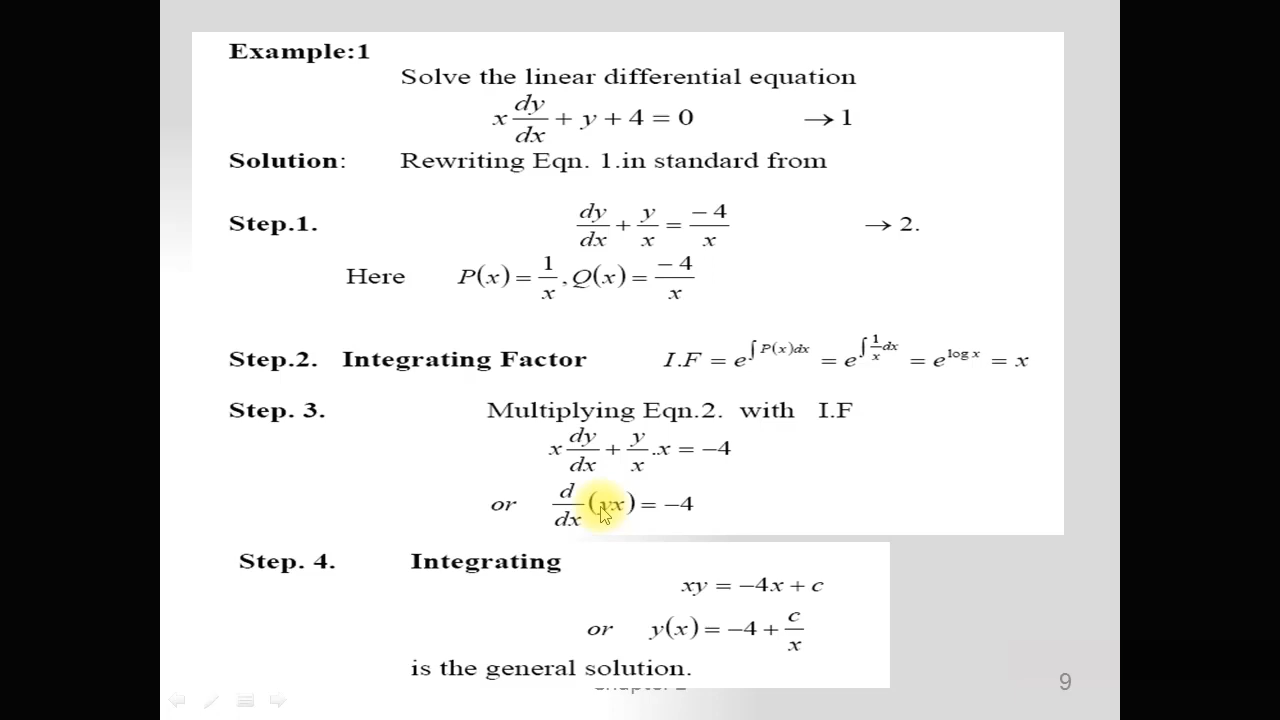 Example:1
Solve the linear differential equation
x dy/dx + y + 4 = 0 → 1
Solution: Rewriting Eqn. 1.in standard from
Step.1. dy/dx + y/x = −4/x → 2.
Here P(x) = 1/x , Q(x) = −4/x
Step.2. Integrating Factor I.F = e^∫P(x)dx = e^∫1/x dx = e^log x = x
Step. 3. Multiplying Eqn.2. with I.F
x dy/dx + y/x .x = −4
or d/dx (yx) = −4
Step. 4. Integrating
xy = −4x + c
or y(x) = −4 + c/x
is the general solution.
9